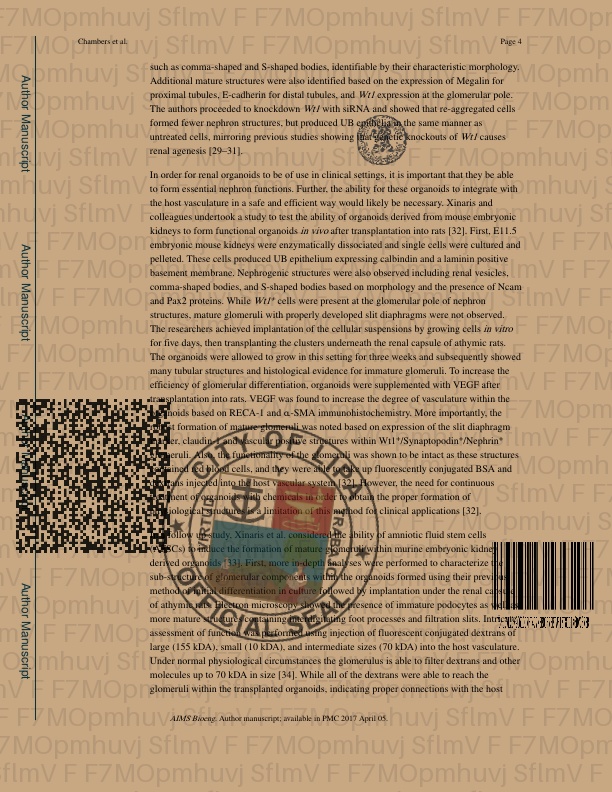 Chambers et al.
Page 4
such as comma-shaped and S-shaped bodies, identifiable by their characteristic morphology.
Additional mature structures were also identified based on the expression of Megalin for
proximal tubules, E-cadherin for distal tubules, and Wt1 expression at the glomerular pole.
The authors proceeded to knockdown Wt1 with siRNA and showed that re-aggregated cells
formed fewer nephron structures, but produced UB epithelia in the same manner as
untreated cells, mirroring previous studies showing that genetic knockouts of Wt1 causes
renal agenesis [29–31].
In order for renal organoids to be of use in clinical settings, it is important that they be able
to form essential nephron functions. Further, the ability for these organoids to integrate with
the host vasculature in a safe and efficient way would likely be necessary. Xinaris and
colleagues undertook a study to test the ability of organoids derived from mouse embryonic
kidneys to form functional organoids in vivo after transplantation into rats [32]. First, E11.5
embryonic mouse kidneys were enzymatically dissociated and single cells were cultured and
pelleted. These cells produced UB epithelium expressing calbindin and a laminin positive
basement membrane. Nephrogenic structures were also observed including renal vesicles,
comma-shaped bodies, and S-shaped bodies based on morphology and the presence of Ncam
and Pax2 proteins. While Wt1+ cells were present at the glomerular pole of nephron
structures, mature glomeruli with properly developed slit diaphragms were not observed.
The researchers achieved implantation of the cellular suspensions by growing cells in vitro
for five days, then transplanting the clusters underneath the renal capsule of athymic rats.
The organoids were allowed to grow in this setting for three weeks and subsequently showed
many tubular structures and histological evidence for immature glomeruli. To increase the
efficiency of glomerular differentiation, organoids were supplemented with VEGF after
transplantation into rats. VEGF was found to increase the degree of vasculature within the
based on RECA-1 and α-SMA immunohistochemistry. More importantly, the
formation of mature glomeruli was noted based on expression of the slit diaphragm
claudin and vascular positive structures within Wt1+/Synaptopodin+/Nephrin+
Also, the functionality of the glomeruli was shown to be intact as these structures
red blood cells, and they were able to take up fluorescently conjugated BSA and
injected into the host vascular system [32]. However, the need for continuous
of organoids with chemicals in order to obtain the proper formation of
structures is a limitation of this method for clinical applications [32].
follow up study, Xinaris et al. considered the ability of amniotic fluid stem cells
to induce the formation of mature glomeruli within murine embryonic kidney
derived organoids [33]. First, more in depth analyses were performed to characterize the
sub-structure of glomerular components within the organoids formed using their previous
method of initial differentiation followed by implantation under the renal capsule
of athymic rats. Electron microscopy showed the presence of immature podocytes as well as
more mature structures containing interdigitating foot processes and filtration slits.
assessment of function was performed using injection of fluorescent conjugated dextrans of
large (155 kDA), small (10 kDA), and intermediate sizes (70 kDA) into the host vasculature.
Under normal physiological circumstances the glomerulus is able to filter dextrans and other
molecules up to 70 kDA in size [34]. While all of the dextrans were able to reach the
glomeruli within the transplanted organoids, indicating proper connections with the host
AIMS Bioeng. Author manuscript; available in PMC 2017 April 05.
Author Manuscript
Author Manuscript
Author Manuscript
CITY OF LIPA
OFFICIAL SEAL
F7MOpmhuvj SflmV F